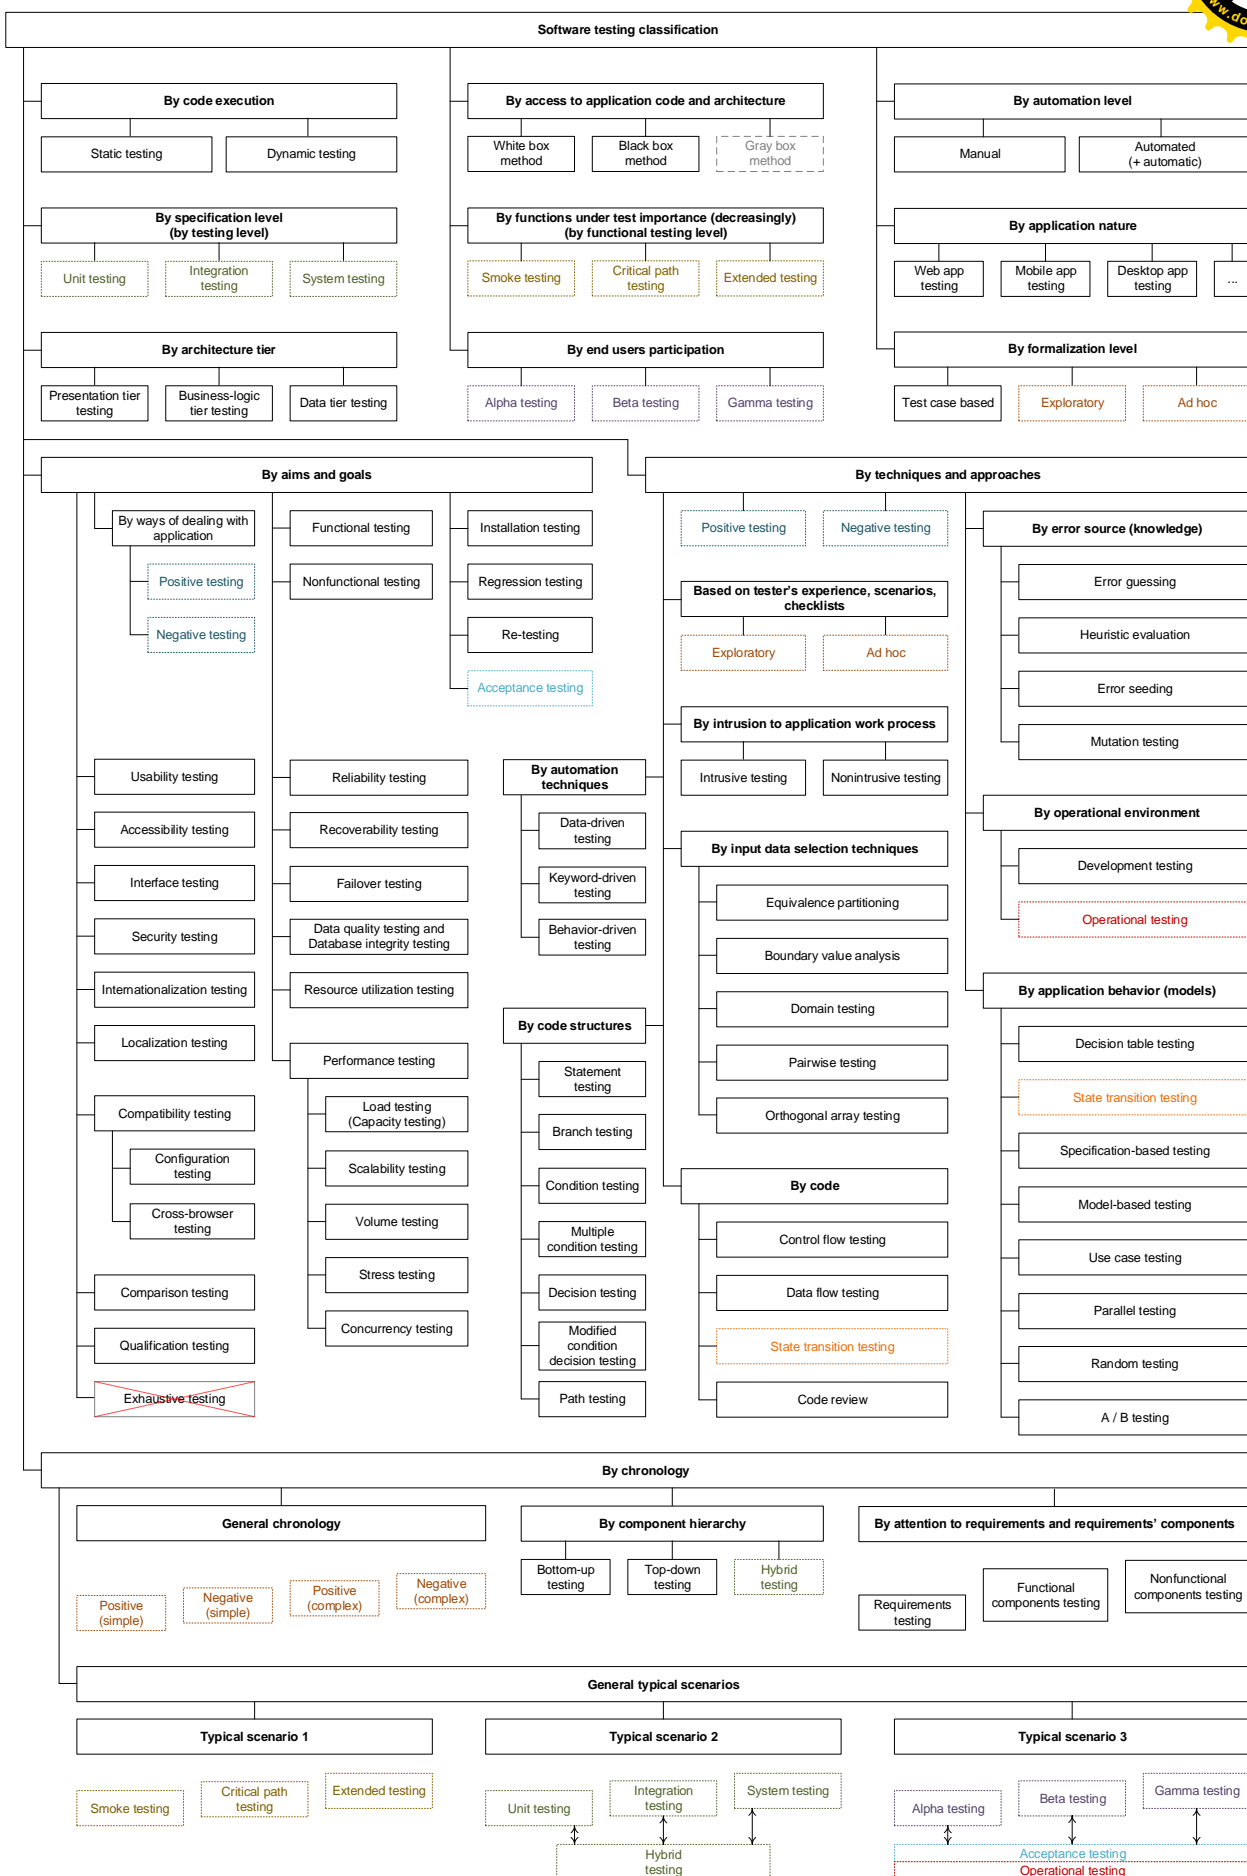 Software testing classification
www.do
By code execution
Static testing
Dynamic testing
By access to application code and architecture
White box
method
Black box
method
Gray box
method
By automation level
Manual
Automated
(+ automatic)
By specification level
(by testing level)
Unit testing
Integration
testing
System testing
By functions under test importance (decreasingly)
(by functional testing level)
Smoke testing
Critical path
testing
Extended testing
By application nature
Web app
testing
Mobile app
testing
Desktop app
testing
...
By architecture tier
Presentation tier
testing
Business-logic
tier testing
Data tier testing
By end users participation
Alpha testing
Beta testing
Gamma testing
By formalization level
Test case based
Exploratory
Ad hoc
By aims and goals
By ways of dealing with
application
Positive testing
Negative testing
Functional testing
Nonfunctional testing
Installation testing
Regression testing
Re-testing
Acceptance testing
Usability testing
Accessibility testing
Interface testing
Security testing
Internationalization testing
Localization testing
Compatibility testing
Configuration
testing
Cross-browser
testing
Comparison testing
Qualification testing
Exhaustive testing
Reliability testing
Recoverability testing
Failover testing
Data quality testing and
Database integrity testing
Resource utilization testing
Performance testing
Load testing
(Capacity testing)
Scalability testing
Volume testing
Stress testing
Concurrency testing
By techniques and approaches
Positive testing
Negative testing
Based on tester's experience, scenarios,
checklists
Exploratory
Ad hoc
By intrusion to application work process
Intrusive testing
Nonintrusive testing
By automation
techniques
Data-driven
testing
Keyword-driven
testing
Behavior-driven
testing
By input data selection techniques
Equivalence partitioning
Boundary value analysis
Domain testing
Pairwise testing
Orthogonal array testing
By code structures
Statement
testing
Branch testing
Condition testing
Multiple
condition testing
Decision testing
Modified
condition
decision testing
Path testing
By code
Control flow testing
Data flow testing
State transition testing
Code review
By error source (knowledge)
Error guessing
Heuristic evaluation
Error seeding
Mutation testing
By operational environment
Development testing
Operational testing
By application behavior (models)
Decision table testing
State transition testing
Specification-based testing
Model-based testing
Use case testing
Parallel testing
Random testing
A / B testing
By chronology
General chronology
Positive
(simple)
Negative
(simple)
Positive
(complex)
Negative
(complex)
By component hierarchy
Bottom-up
testing
Top-down
testing
Hybrid
testing
By attention to requirements and requirements' components
Requirements
testing
Functional
components testing
Nonfunctional
components testing
General typical scenarios
Typical scenario 1
Smoke testing
Critical path
testing
Extended testing
Typical scenario 2
Unit testing
Integration
testing
System testing
Hybrid
testing
Typical scenario 3
Alpha testing
Beta testing
Gamma testing
Acceptance testing
Operational testing